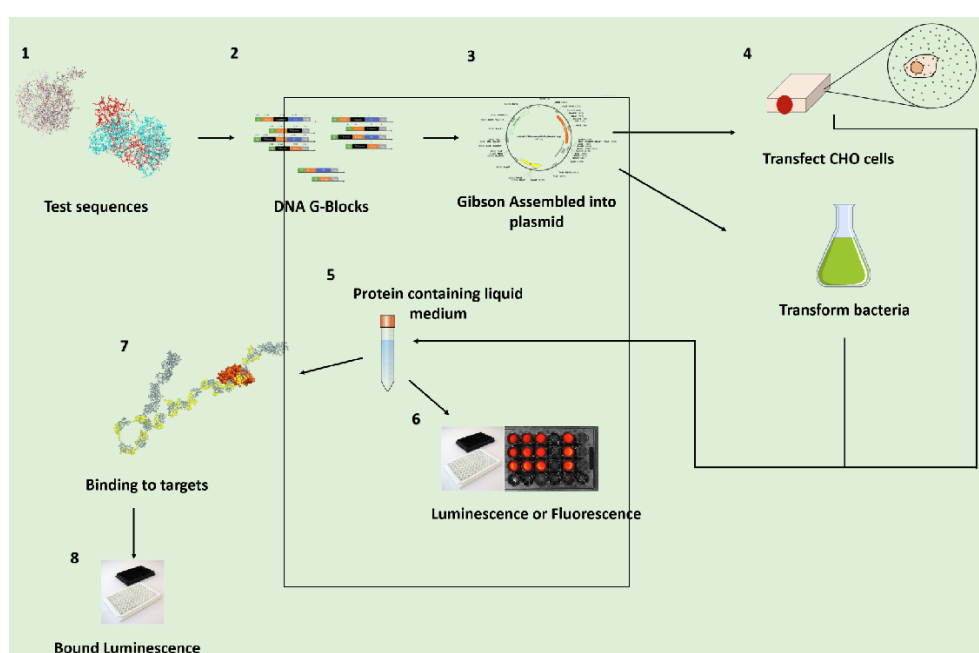 1
2
3
4
Test sequences
DNA G-Blocks
Gibson Assembled into
plasmid
Transfect CHO cells
Transform bacteria
5
Protein containing liquid
medium
7
6
Binding to targets
Luminescence or Fluorescence
8
Bound Luminescence